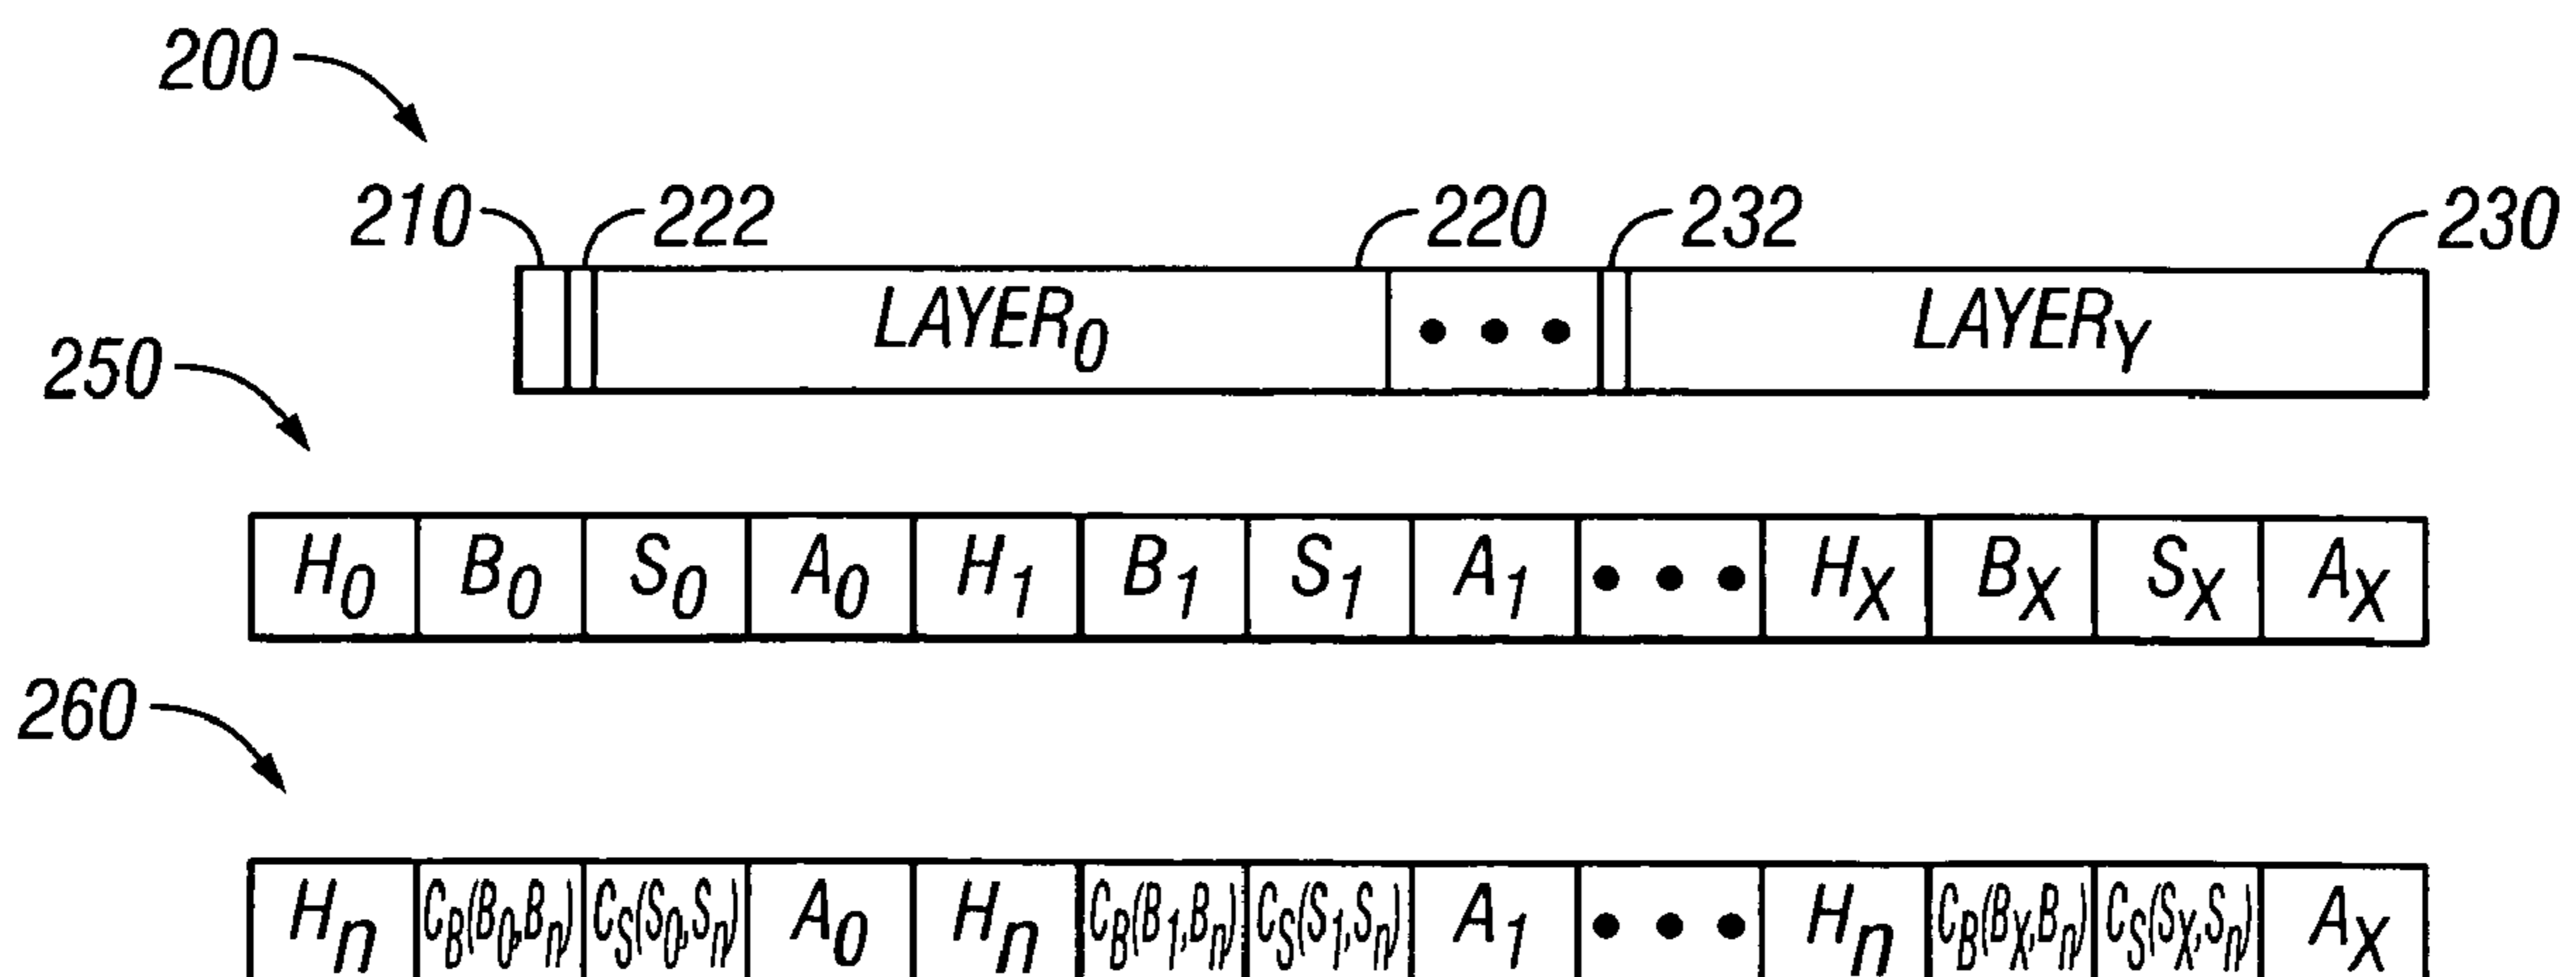 200
210 222 220 232 230
LAYER₀ • • • LAYERY
250
H₀ B₀ S₀ A₀ H₁ B₁ S₁ A₁ • • • HX BX SX AX
260
Hₙ CB(B₀,Bₙ) CS(S₀,Sₙ) A₀ Hₙ CB(B₁,Bₙ) CS(S₁,Sₙ) A₁ • • • Hₙ CB(BX,Bₙ) CS(SX,Sₙ) AX